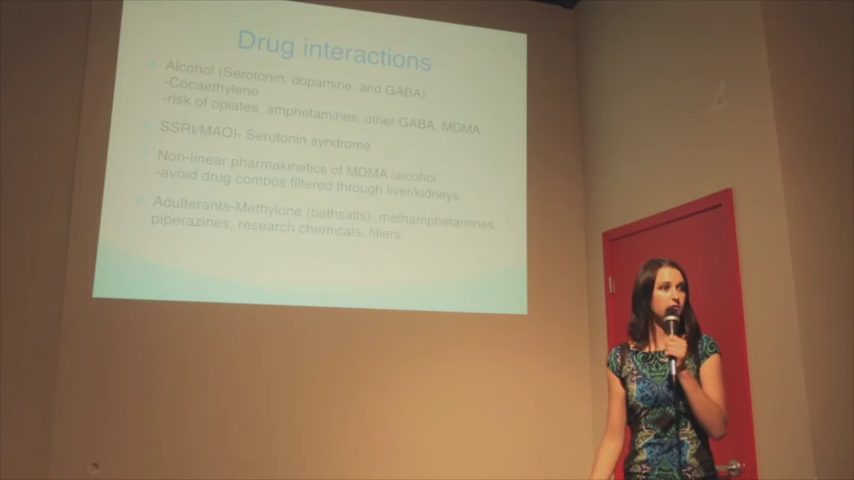 Drug interactions
Alcohol (Serotonin, dopamine, and GABA)
-Cocaethylene
-risk of opiates, amphetamines, other GABA, MDMA
SSRI/MAOI- Serotonin syndrome
Non-linear pharmakinetics of MDMA /alcohol
-avoid drug combos filtered through liver/kidneys
Adulterants-Methylone (bathsalts), methamphetamines,
piperazines, research chemicals, fillers